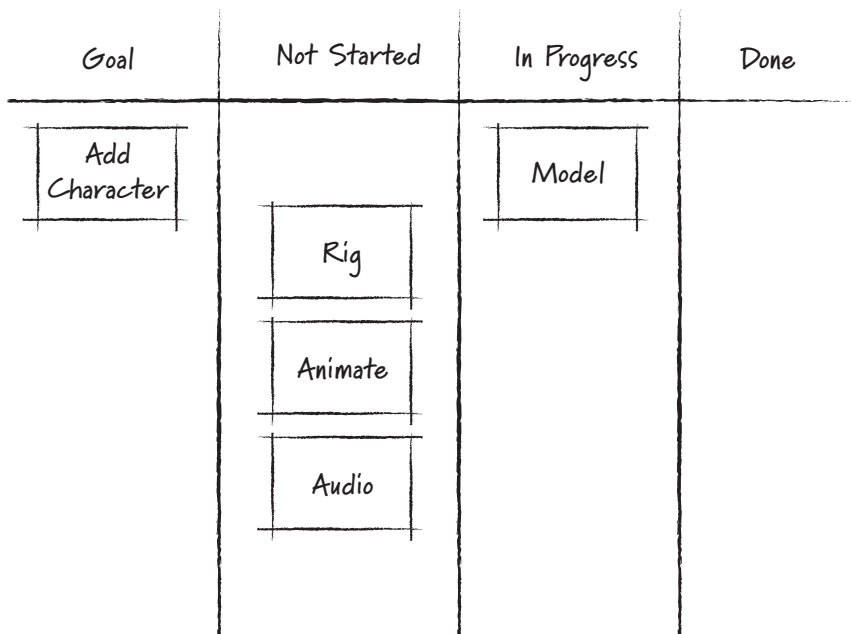 Goal
Not Started
In Progress
Done
Add
Character
Model
Rig
Animate
Audio